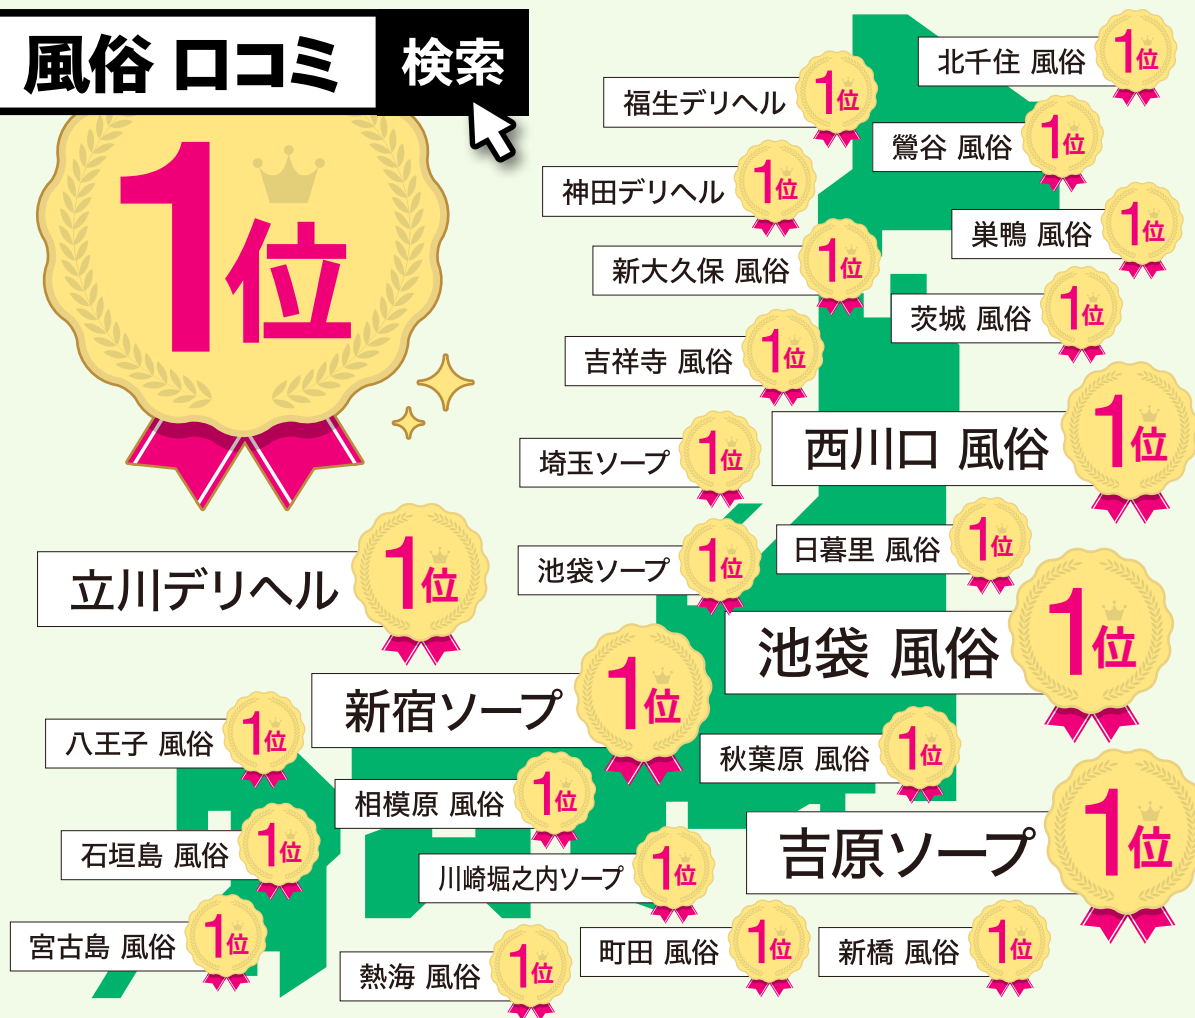 風俗 口コミ 検索
1位
北千住 風俗 1位
福生デリヘル 1位
鶯谷 風俗 1位
神田デリヘル 1位
巣鴨 風俗 1位
新大久保 風俗 1位
茨城 風俗 1位
吉祥寺 風俗 1位
西川口 風俗 1位
埼玉ソープ 1位
日暮里 風俗 1位
池袋ソープ 1位
立川デリヘル 1位
池袋 風俗 1位
新宿ソープ 1位
八王子 風俗 1位
秋葉原 風俗 1位
相模原 風俗 1位
石垣島 風俗 1位
吉原ソープ 1位
川崎堀之内ソープ 1位
宮古島 風俗 1位
町田 風俗 1位
新橋 風俗 1位
熱海 風俗 1位